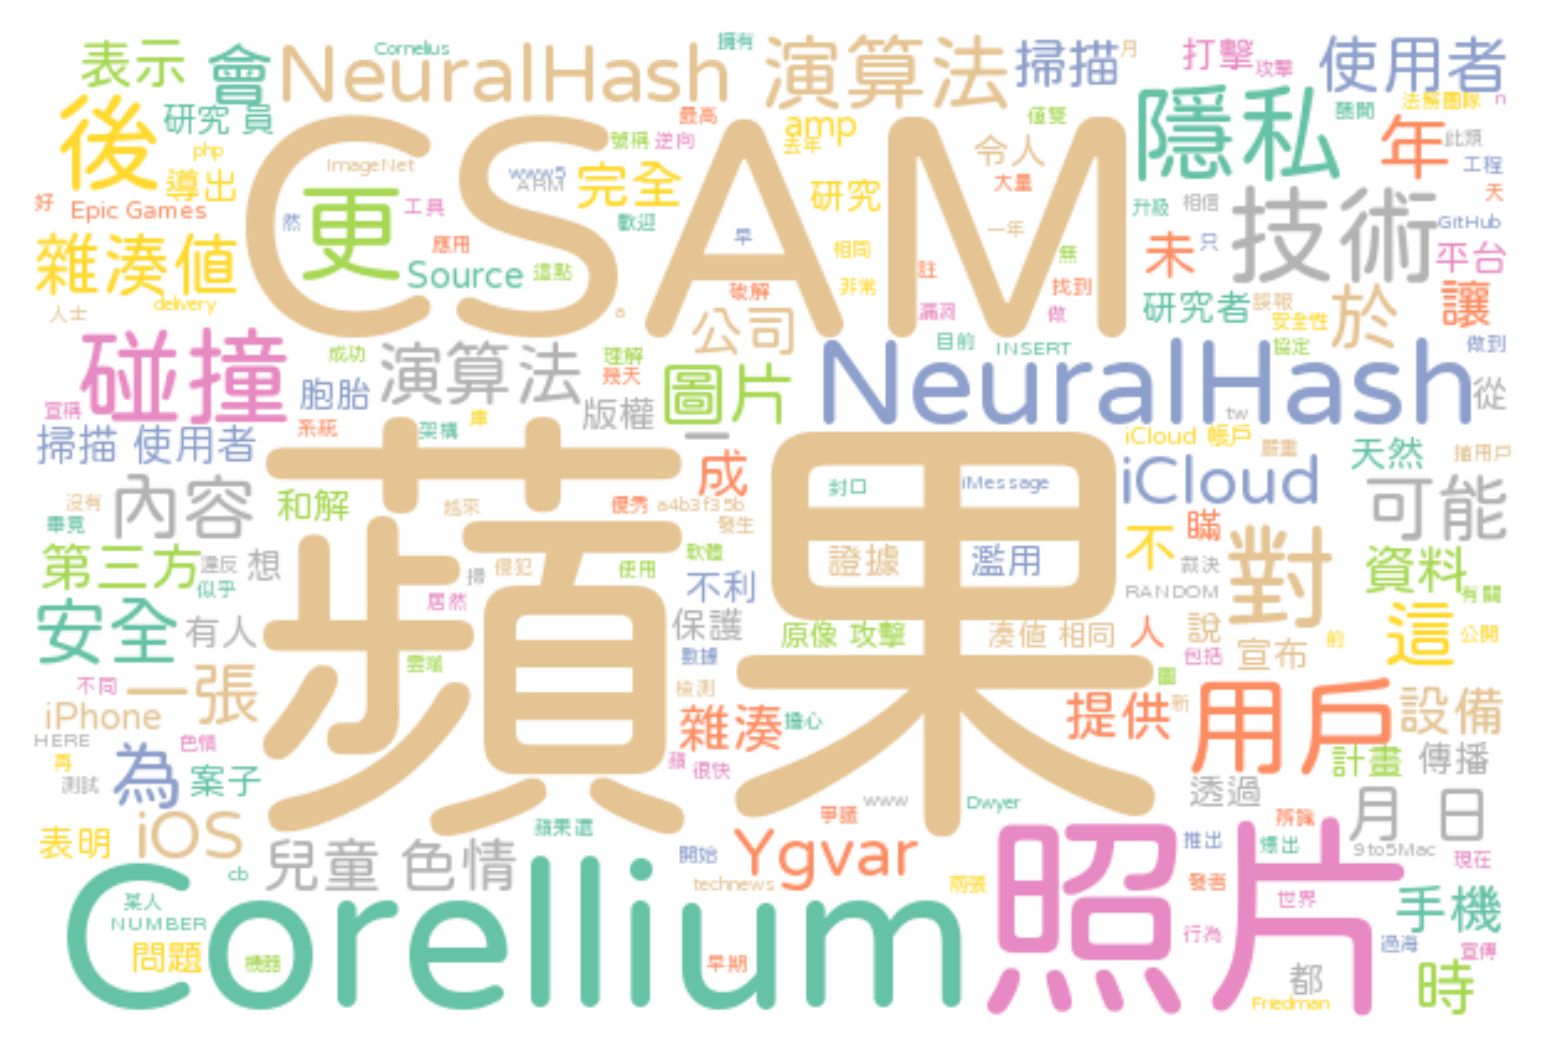 表示
會
NeuralHash
Cornelius
演算法
擁有
掃描
月
打擊
攻擊
使用者
後
研究 員
php
導出
ImageNet
CSAM
www5
ARM
完全
號稱
逆向
最高
amp
去年
令人
大量
隱私
醜聞
法務團隊
n
年
此類
工程
天
好
Epic Games
然
更
工具
應用
Source
這點
歡迎
研究
相同
非常
早
破解
一年
無
找到
做
註
漏洞
升級
相信
未
只
技術
GitHub
平台
雜湊值
delivery
人士
a
公司
研究者
誤報
安全性
協定
於
讓
做到
碰撞
宣稱
成功
胞胎
演算法
理解
幾天
版權
圖片
目前
INSERT
NeuralHash
從
tw
掃描 使用者
系統
架構
庫
一
成
iCloud 帳戶
嚴重
天然
沒有
畢竟
內容
和解
越來
優秀
a4b3f35b
發生
封口
iMessage
iCloud
可能
第三方
違反
似乎
想
蘋果
掃
侵犯
居然
使用
軟體
不利
證據
濫用
不
瞞
裁決
RANDOM
對
資料
有關
安全
有人
雲端
保護
數據
原像 攻擊
湊值 相同
人
說
包括
宣布
前
這
公開
不同
一張
iPhone
HERE
檢測
雜湊
擔心
蘋
很快
圖
提供
新
用戶
設備
再
測試
為
色情
案子
計畫
傳播
透過
表明
iOS
兒童 色情
蘋果還
爭議
www
Dwyer
開始
Ygvar
technews
兩張
月 日
辨識
推出
爆出
9to5Mac
現在
cb
某人
NUMBER
問題
機器
Corellium
早期
照片
發者
世界
行為
手機
過海
宣傳
都
Friedman
時